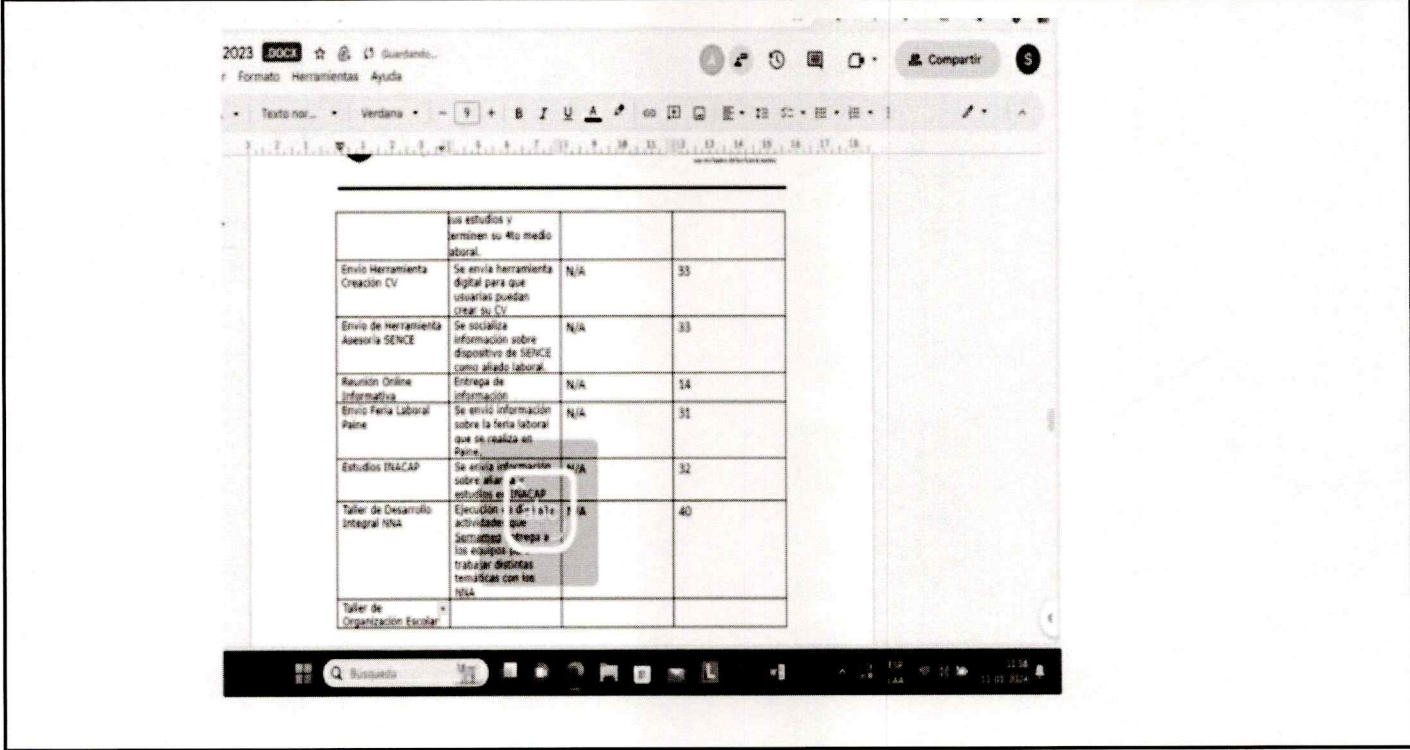 2023 .DOCX Guardando...
Formato Herramientas Ayuda
Compartir S
Texto nor... Verdana - 9 + B I U A
sus estudios y
terminen su 4to medio
laboral.
Envío Herramienta
Creación CV
Se envía herramienta
digital para que
usuarias puedan
crear su CV
N/A
33
Envío de Herramienta
Asesoría SENCE
Se socializa
información sobre
dispositivo de SENCE
como aliado laboral.
N/A
33
Reunión Online
Informativa
Entrega de
información
N/A
14
Envío Feria Laboral
Paine
Se envió información
sobre la feria laboral
que se realiza en
Paine.
N/A
31
Estudios INACAP
Se envía información
sobre
estudios en INACAP
N/A
32
Taller de Desarrollo
Integral NNA
Ejecución
actividades que
Sernameg entrega a
los equipos
trabajar distintas
temáticas con los
NNA
N/A
40
Taller de
Organización Escolar
Búsqueda
ESP
LAA